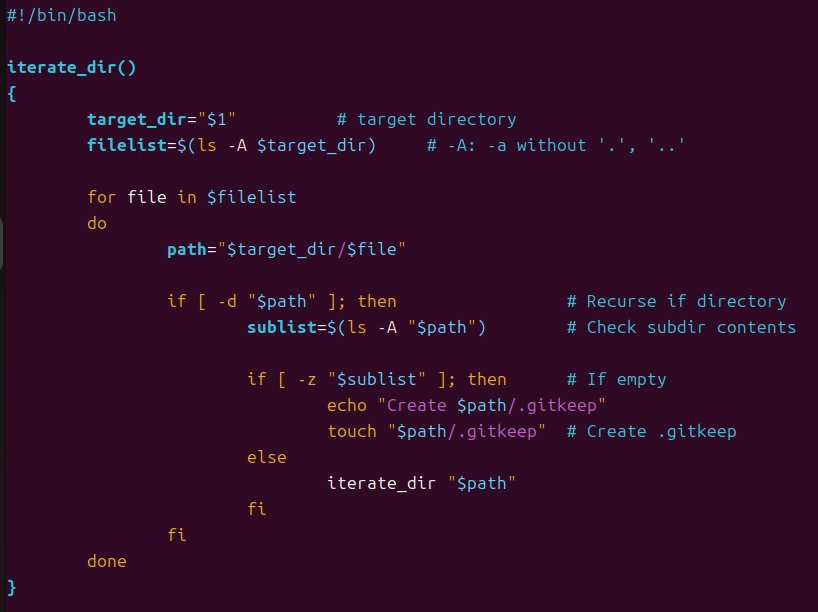 #!/bin/bash
iterate_dir()
{
target_dir="$1" # target directory
filelist=$(ls -A $target_dir) # -A: -a without '.', '..'
for file in $filelist
do
path="$target_dir/$file"
if [ -d "$path" ]; then # Recurse if directory
sublist=$(ls -A "$path") # Check subdir contents
if [ -z "$sublist" ]; then # If empty
echo "Create $path/.gitkeep"
touch "$path/.gitkeep" # Create .gitkeep
else
iterate_dir "$path"
fi
fi
done
}